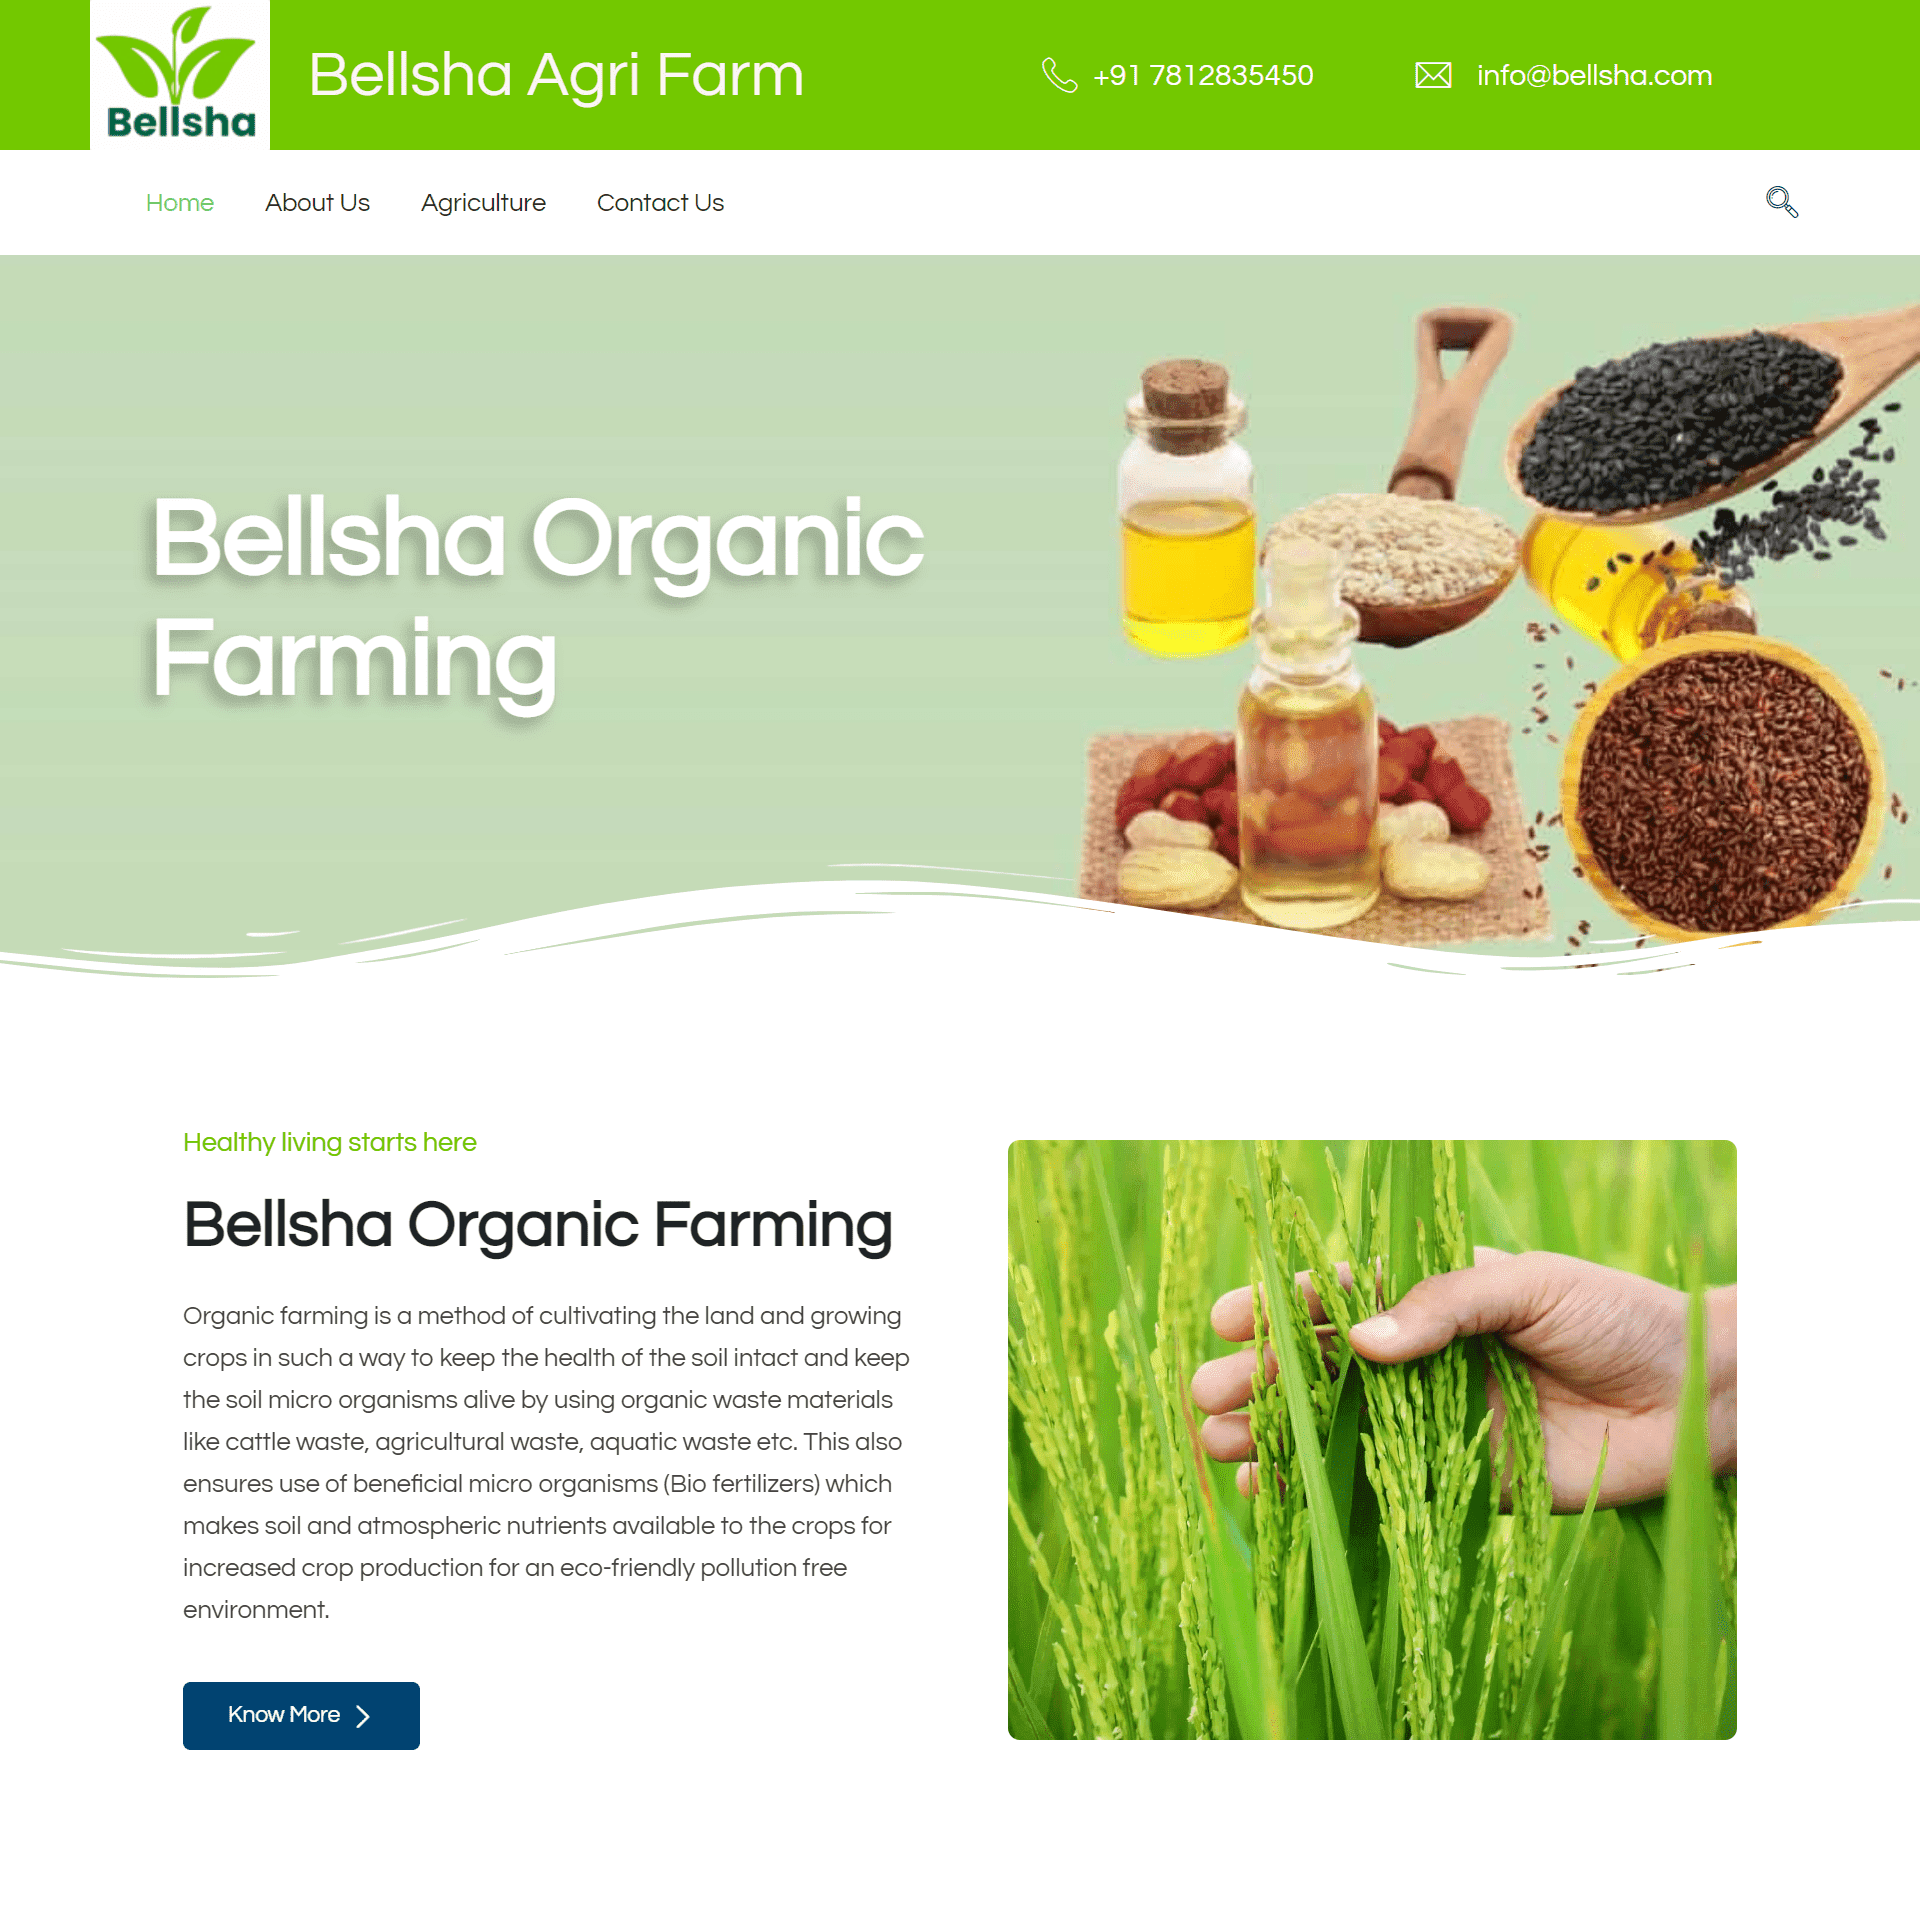 Bellsha
Bellsha Agri Farm
+91 7812835450
info@bellsha.com
Home
About Us
Agriculture
Contact Us
Bellsha Organic
Farming
Healthy living starts here
Bellsha Organic Farming
Organic farming is a method of cultivating the land and growing
crops in such a way to keep the health of the soil intact and keep
the soil micro organisms alive by using organic waste materials
like cattle waste, agricultural waste, aquatic waste etc. This also
ensures use of beneficial micro organisms (Bio fertilizers) which
makes soil and atmospheric nutrients available to the crops for
increased crop production for an eco-friendly pollution free
environment.
Know More